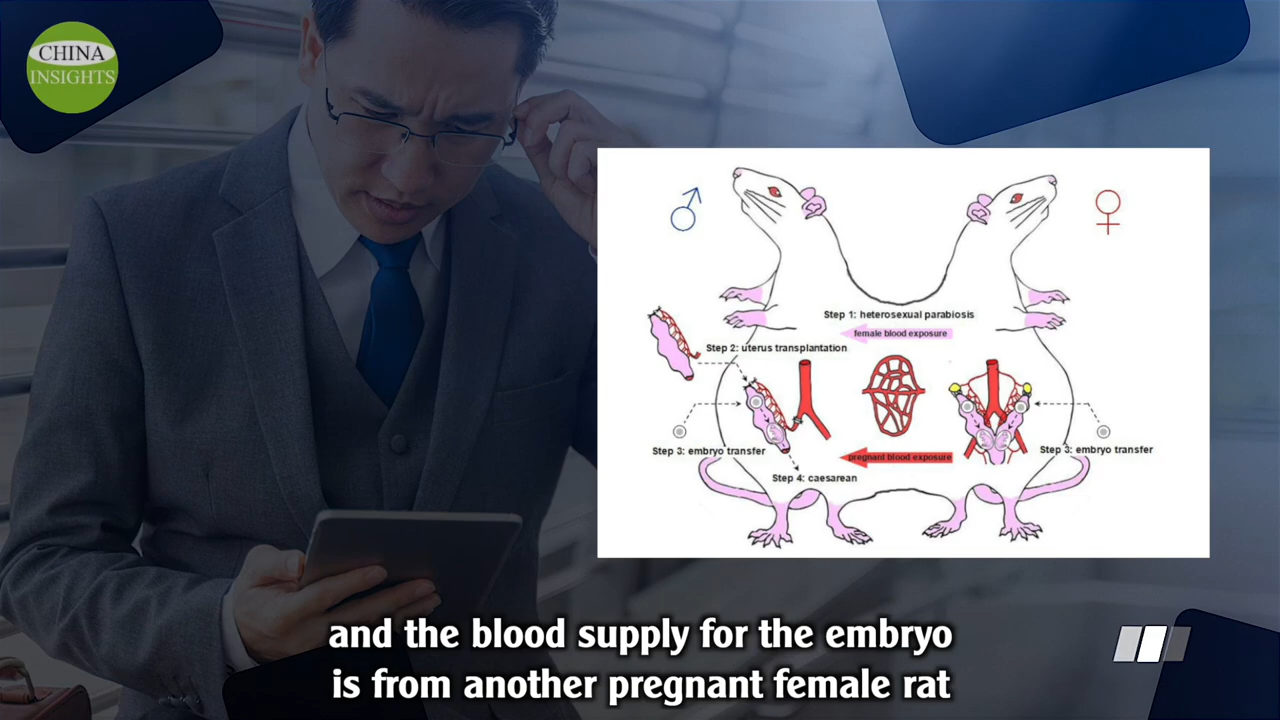 CHINA
INSIGHTS
Step 1: heterosexual parabiosis
female blood exposure
Step 2: uterus transplantation
Step 3: embryo transfer
pregnant blood exposure
Step 3: embryo transfer
Step 4: caesarean
and the blood supply for the embryo
is from another pregnant female rat